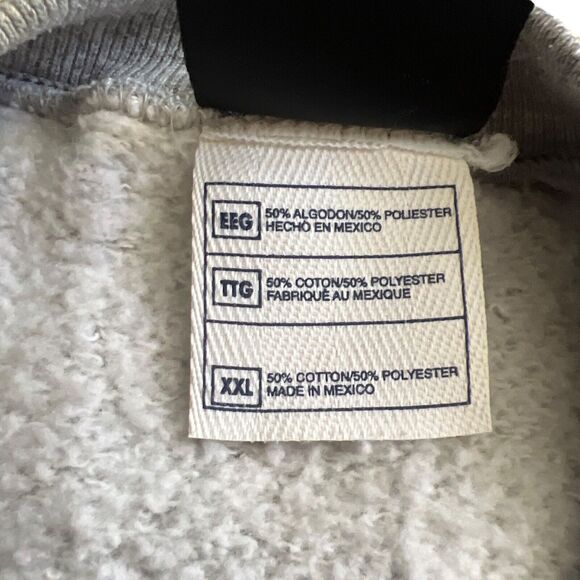 EEG 50% ALGODON/50% POLIESTER
HECHO EN MEXICO
TTG 50% COTON/50% POLYESTER
FABRIQUÉ AU MEXIQUE
XXL 50% COTTON/50% POLYESTER
MADE IN MEXICO